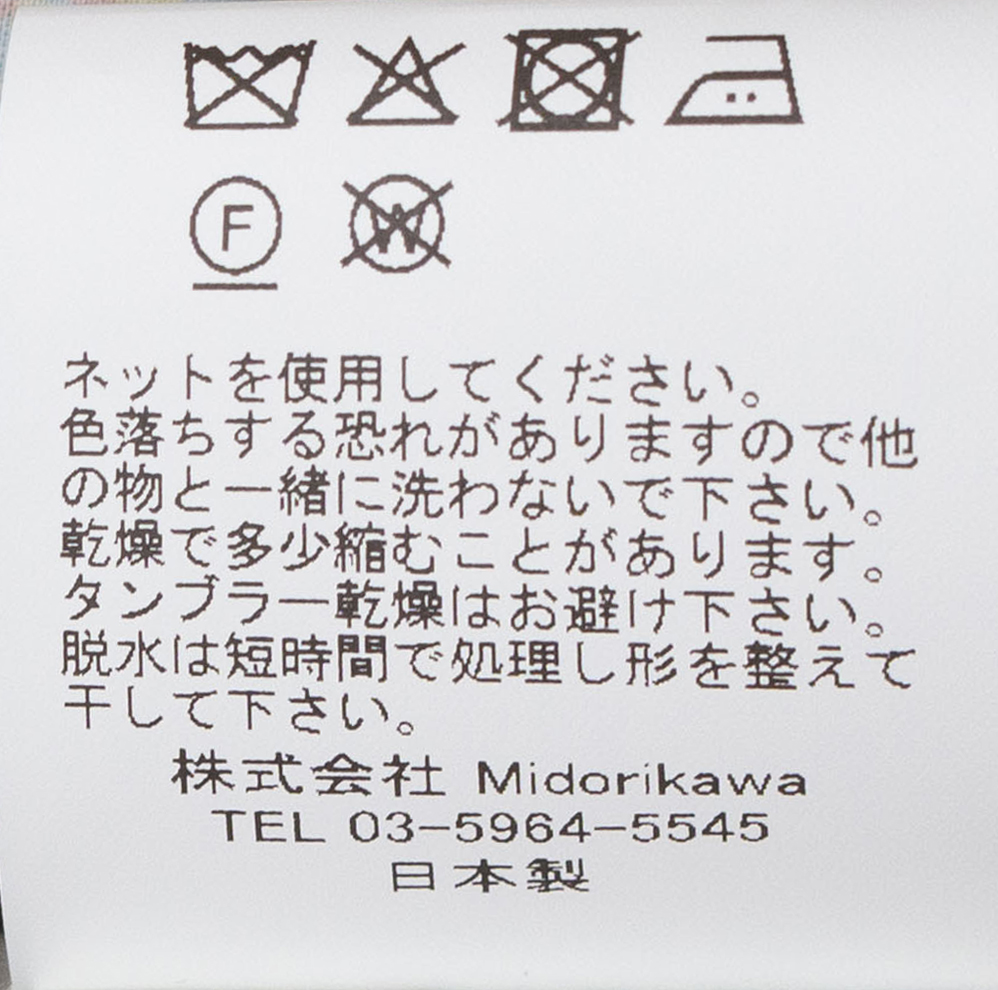 F W
ネットを使用してください。
色落ちする恐れがありますので他
の物と一緒に洗わないで下さい。
乾燥で多少縮むことがあります。
タンブラー乾燥はお避け下さい。
脱水は短時間で処理し形を整えて
干して下さい。
株式会社 Midorikawa
TEL 03-5964-5545
日本製